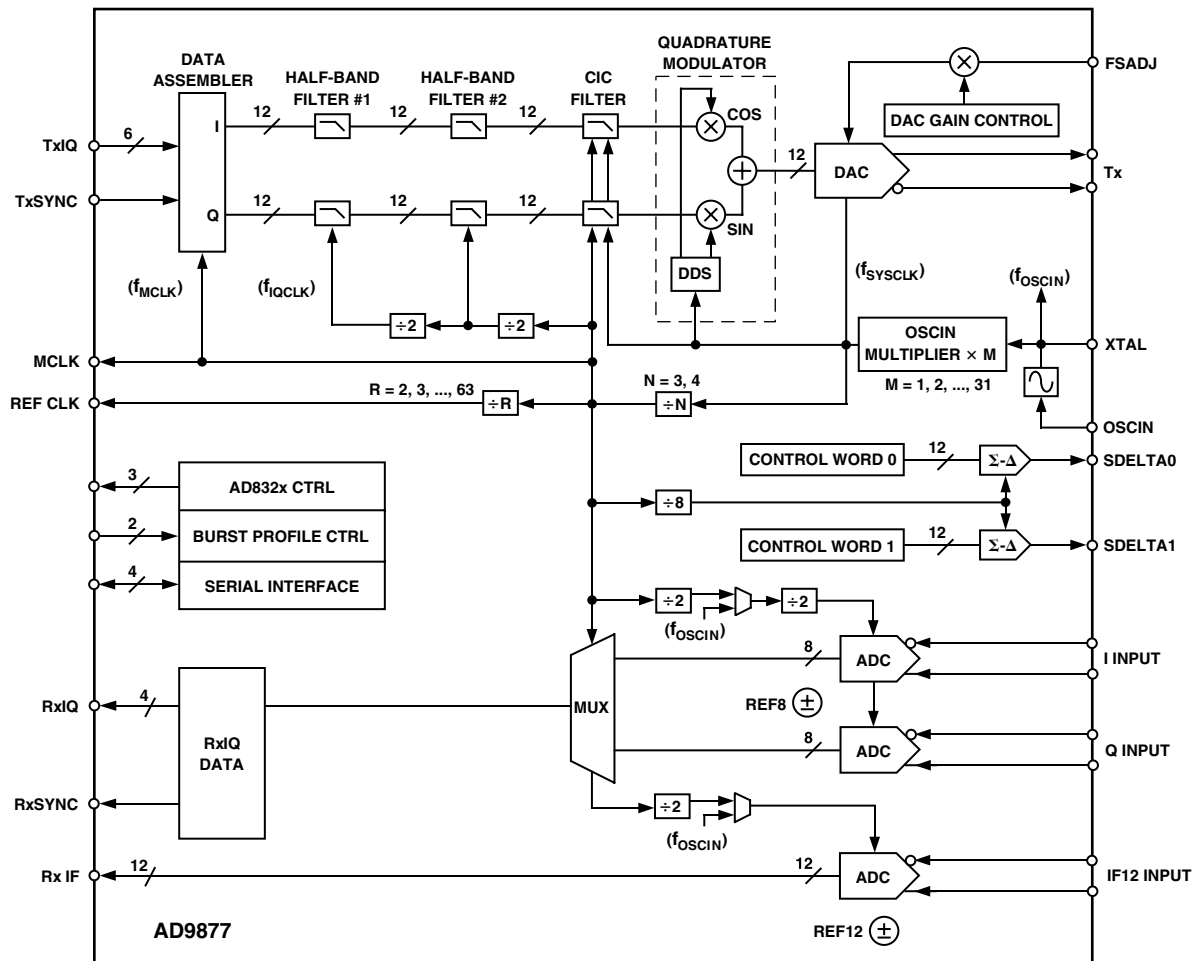 DATA
ASSEMBLER
HALF-BAND
FILTER #1
HALF-BAND
FILTER #2
CIC
FILTER
QUADRATURE
MODULATOR
FSADJ
DAC GAIN CONTROL
I
Q
12
12
12
COS
12
DAC
Tx
TxIQ
6
TxSYNC
12
12
12
SIN
DDS
(fMCLK)
(fIQCLK)
(fSYSCLK)
(fOSCIN)
÷2
÷2
OSCIN
MULTIPLIER × M
M = 1, 2, ..., 31
XTAL
MCLK
REF CLK
R = 2, 3, ..., 63
÷R
N = 3, 4
÷N
OSCIN
CONTROL WORD 0
12
Σ-Δ
SDELTA0
÷8
CONTROL WORD 1
12
Σ-Δ
SDELTA1
3
AD832x CTRL
2
BURST PROFILE CTRL
4
SERIAL INTERFACE
÷2
(fOSCIN)
÷2
MUX
8
ADC
I INPUT
REF8 ±
8
ADC
Q INPUT
RxIQ
4
RxIQ
DATA
RxSYNC
÷2
(fOSCIN)
Rx IF
12
12
ADC
IF12 INPUT
REF12 ±
AD9877